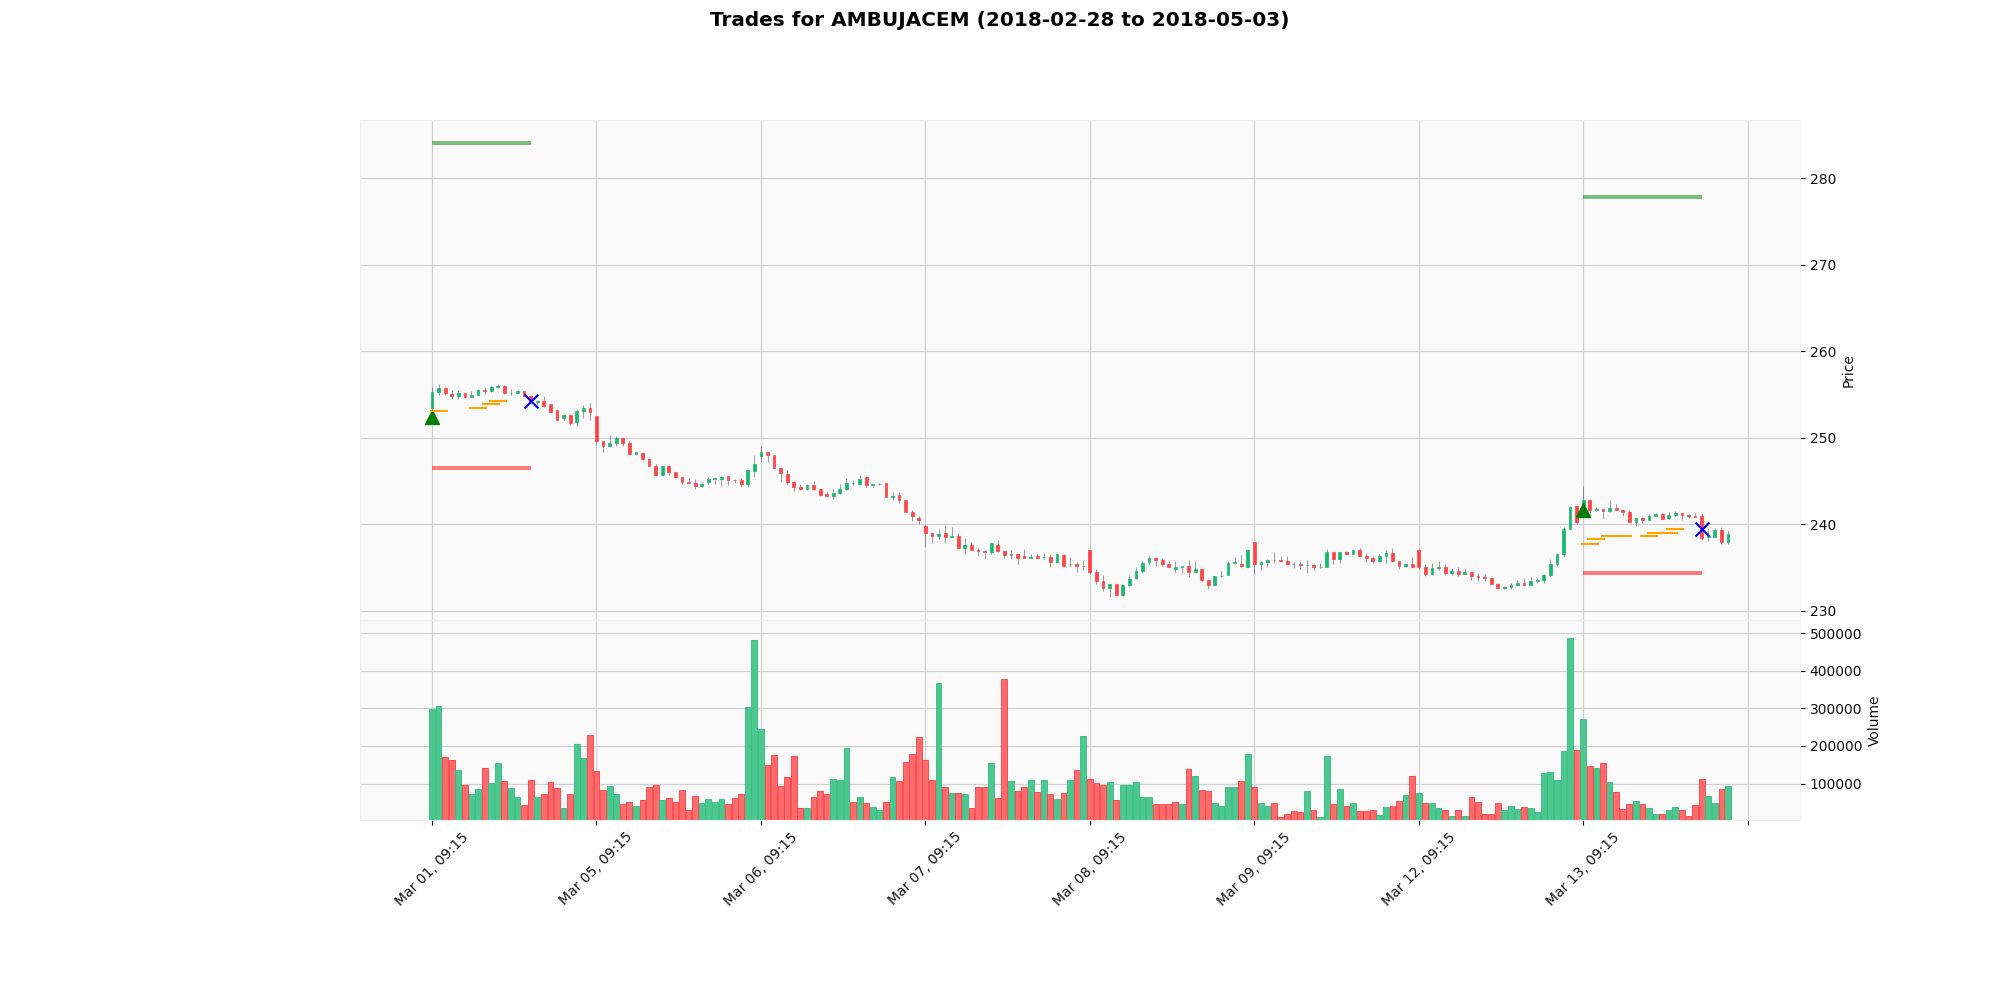 Trades for AMBUJACEM (2018-02-28 to 2018-05-03)
280
270
260
250
240
230
Price
500000
400000
300000
200000
100000
Volume
Mar 01, 09:15
Mar 05, 09:15
Mar 06, 09:15
Mar 07, 09:15
Mar 08, 09:15
Mar 09, 09:15
Mar 12, 09:15
Mar 13, 09:15